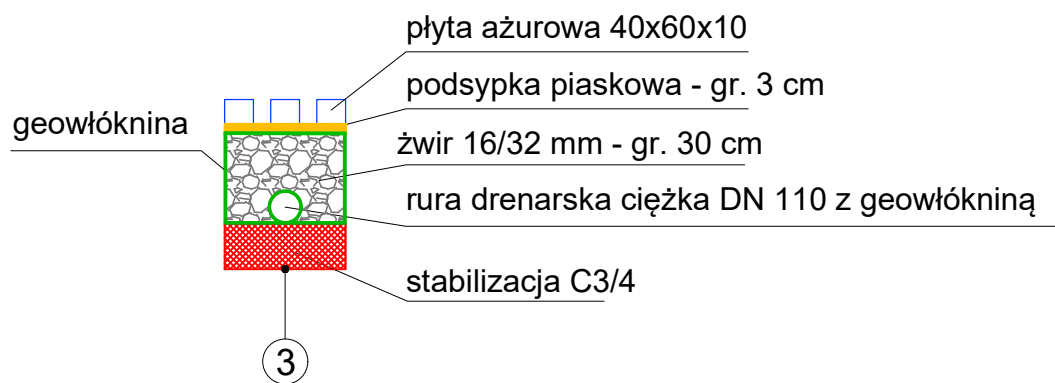 płyta ażurowa 40x60x10
podsypka piaskowa - gr. 3 cm
geowłóknina
żwir 16/32 mm - gr. 30 cm
rura drenarska ciężka DN 110 z geowłókniną
stabilizacja C3/4
3